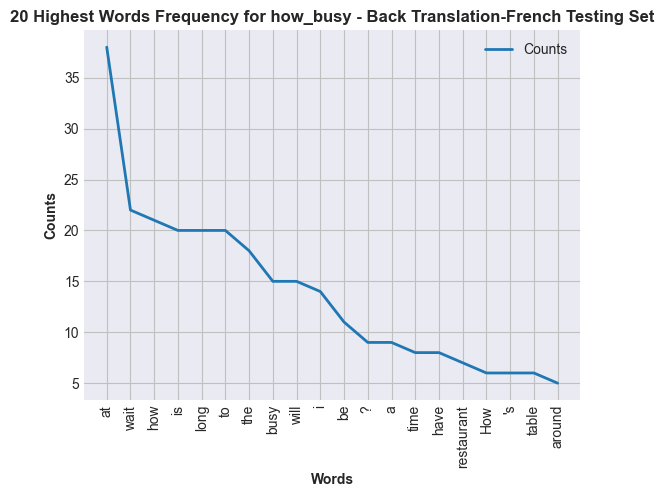 20 Highest Words Frequency for how_busy - Back Translation-French Testing Set
Counts
Counts
35
30
25
20
15
10
5
at
wait
how
is
long
to
the
busy
will
i
be
?
a
time
have
restaurant
How
's
table
around
Words